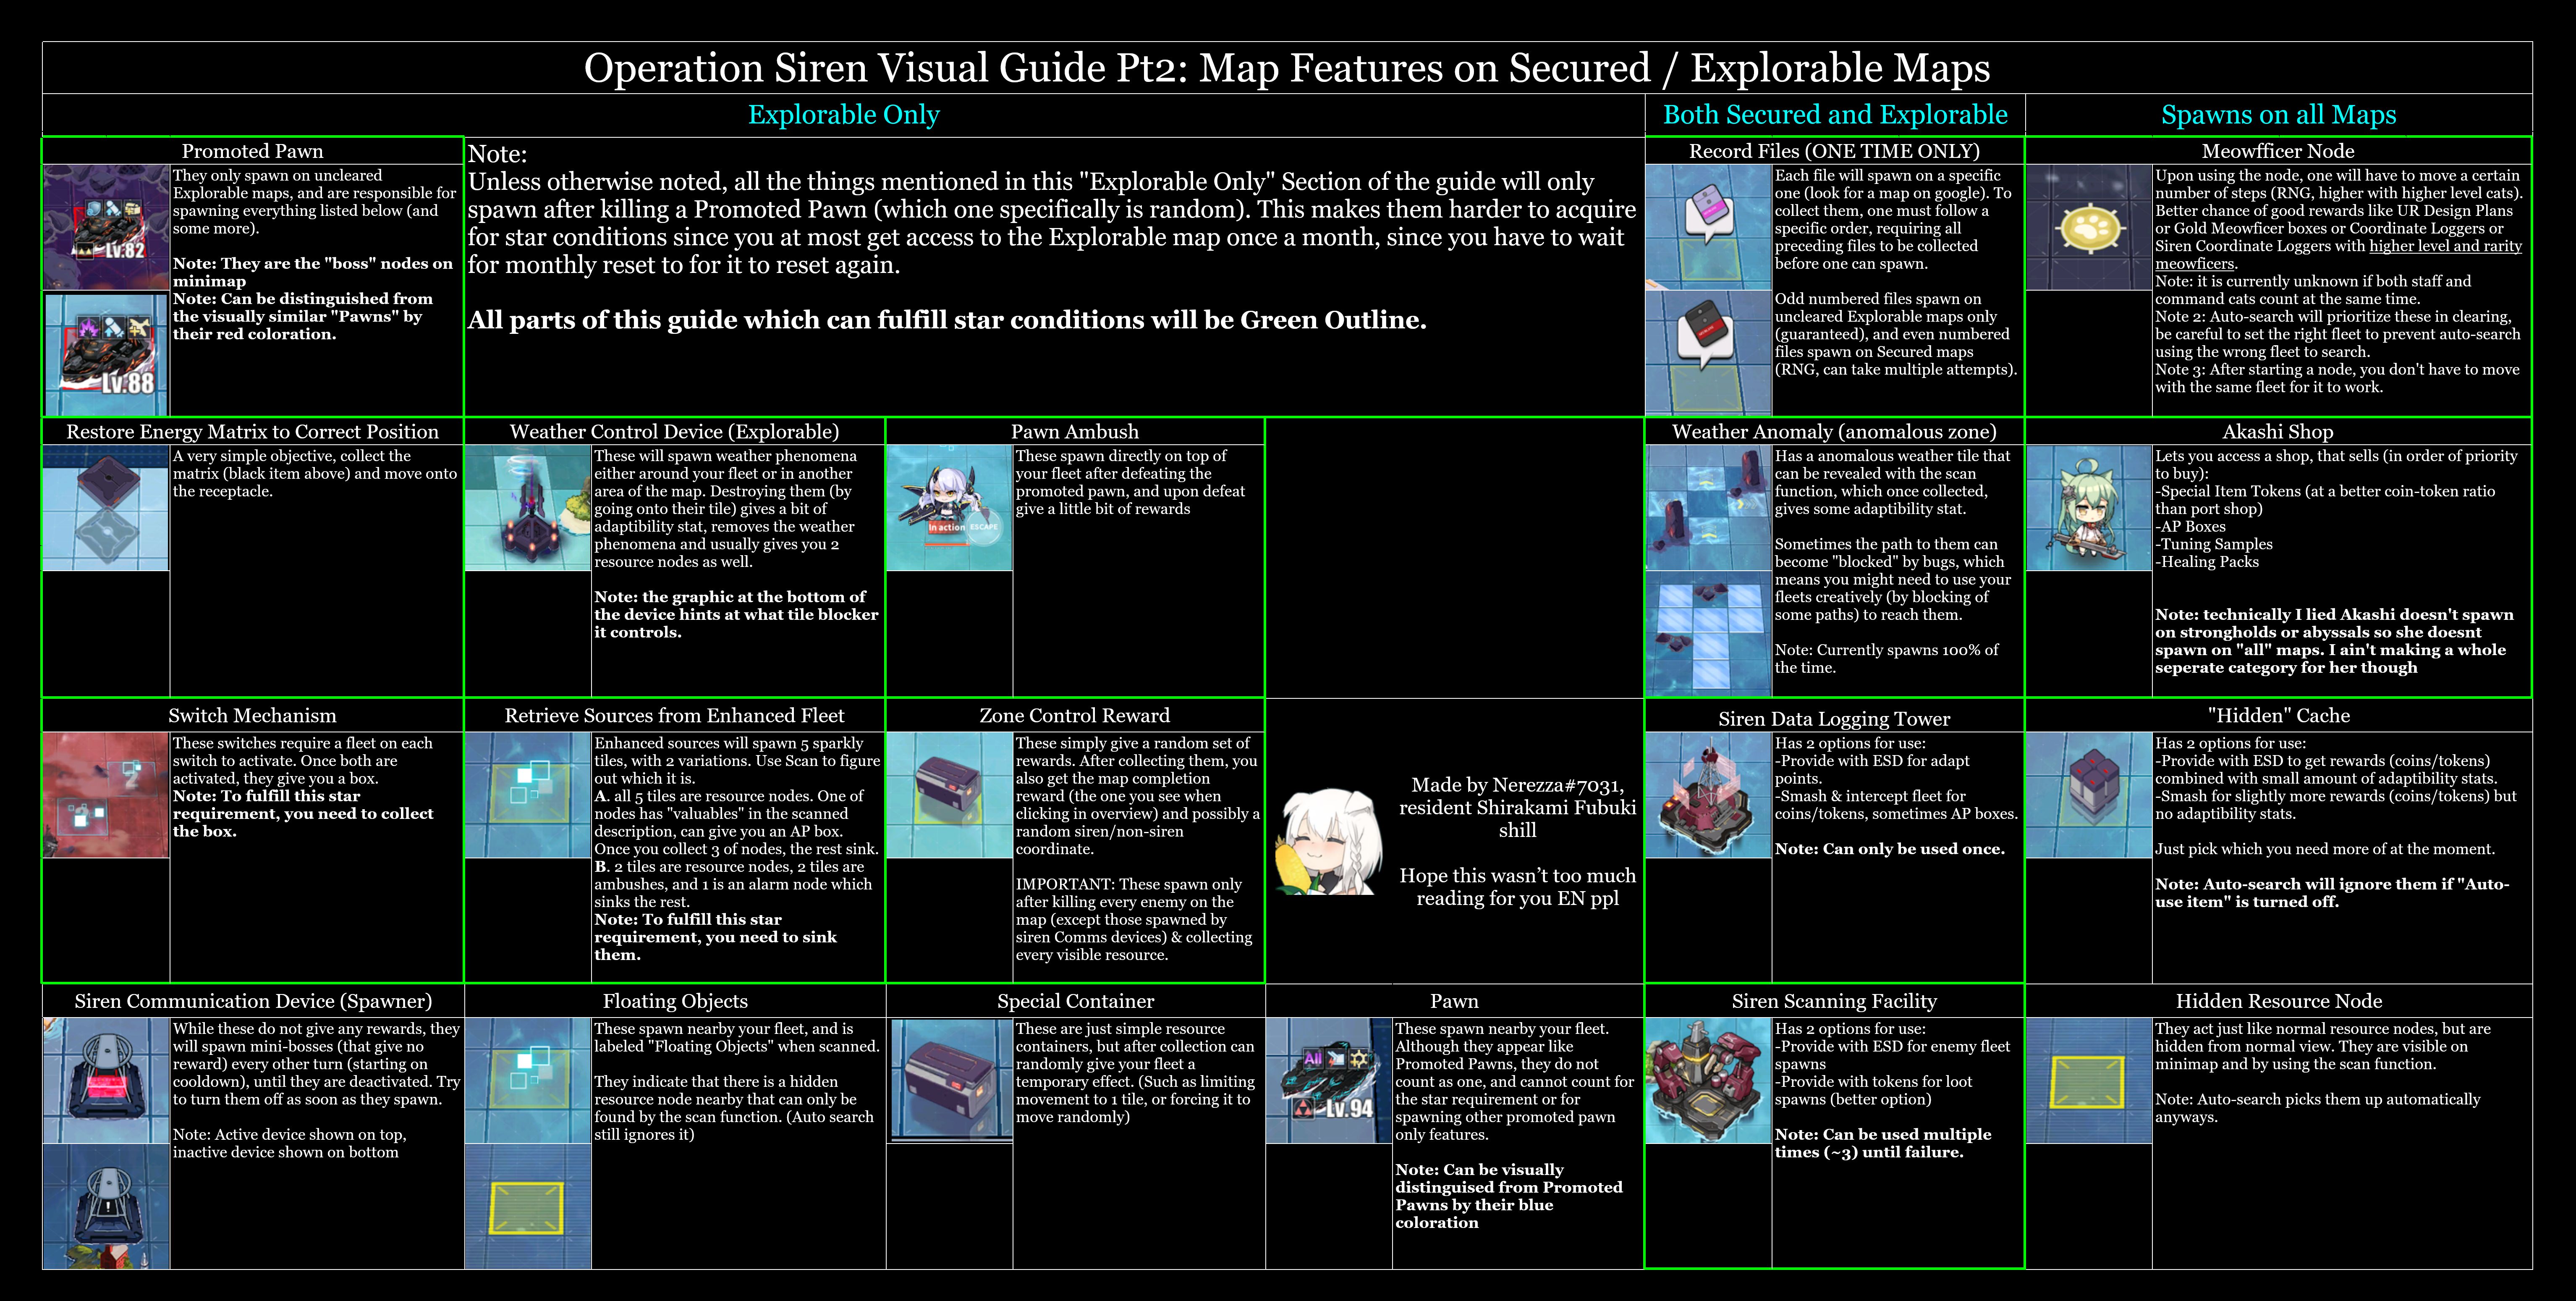 Operation Siren Visual Guide Pt2: Map Features on Secured / Explorable Maps
Explorable Only
Both Secured and Explorable
Spawns on all Maps
Promoted Pawn
They only spawn on uncleared
Explorable maps, and are responsible for
spawning everything listed below (and
some more).
Note: They are the "boss" nodes on
minimap
Note: Can be distinguished from
the visually similar "Pawns" by
their red coloration.
Lv.82
Lv.88
Note:
Unless otherwise noted, all the things mentioned in this "Explorable Only" Section of the guide will only
spawn after killing a Promoted Pawn (which one specifically is random). This makes them harder to acquire
for star conditions since you at most get access to the Explorable map once a month, since you have to wait
for monthly reset to for it to reset again.
All parts of this guide which can fulfill star conditions will be Green Outline.
Record Files (ONE TIME ONLY)
Each file will spawn on a specific
one (look for a map on google). To
collect them, one must follow a
specific order, requiring all
preceding files to be collected
before one can spawn.
Odd numbered files spawn on
uncleared Explorable maps only
(guaranteed), and even numbered
files spawn on Secured maps
(RNG, can take multiple attempts).
Meowfficer Node
Upon using the node, one will have to move a certain
number of steps (RNG, higher with higher level cats).
Better chance of good rewards like UR Design Plans
or Gold Meowficer boxes or Coordinate Loggers or
Siren Coordinate Loggers with higher level and rarity
meowficers.
Note: it is currently unknown if both staff and
command cats count at the same time.
Note 2: Auto-search will prioritize these in clearing,
be careful to set the right fleet to prevent auto-search
using the wrong fleet to search.
Note 3: After starting a node, you don't have to move
with the same fleet for it to work.
Restore Energy Matrix to Correct Position
A very simple objective, collect the
matrix (black item above) and move onto
the receptacle.
Weather Control Device (Explorable)
These will spawn weather phenomena
either around your fleet or in another
area of the map. Destroying them (by
going onto their tile) gives a bit of
adaptibility stat, removes the weather
phenomena and usually gives you 2
resource nodes as well.
Note: the graphic at the bottom of
the device hints at what tile blocker
it controls.
Pawn Ambush
In action
ESCAPE
These spawn directly on top of
your fleet after defeating the
promoted pawn, and upon defeat
give a little bit of rewards
Weather Anomaly (anomalous zone)
Has a anomalous weather tile that
can be revealed with the scan
function, which once collected,
gives some adaptibility stat.
Sometimes the path to them can
become "blocked" by bugs, which
means you might need to use your
fleets creatively (by blocking of
some paths) to reach them.
Note: Currently spawns 100% of
the time.
Akashi Shop
Lets you access a shop, that sells (in order of priority
to buy):
-Special Item Tokens (at a better coin-token ratio
than port shop)
-AP Boxes
-Tuning Samples
-Healing Packs
Note: technically I lied Akashi doesn't spawn
on strongholds or abyssals so she doesnt
spawn on "all" maps. I ain't making a whole
seperate category for her though
Switch Mechanism
These switches require a fleet on each
switch to activate. Once both are
activated, they give you a box.
Note: To fulfill this star
requirement, you need to collect
the box.
Retrieve Sources from Enhanced Fleet
Enhanced sources will spawn 5 sparkly
tiles, with 2 variations. Use Scan to figure
out which it is.
A. all 5 tiles are resource nodes. One of
nodes has "valuables" in the scanned
description, can give you an AP box.
Once you collect 3 of nodes, the rest sink.
B. 2 tiles are resource nodes, 2 tiles are
ambushes, and 1 is an alarm node which
sinks the rest.
Note: To fulfill this star
requirement, you need to sink
them.
Zone Control Reward
These simply give a random set of
rewards. After collecting them, you
also get the map completion
reward (the one you see when
clicking in overview) and possibly a
random siren/non-siren
coordinate.
IMPORTANT: These spawn only
after killing every enemy on the
map (except those spawned by
siren Comms devices) & collecting
every visible resource.
Made by Nerezza#7031,
resident Shirakami Fubuki
shill
Hope this wasn't too much
reading for you EN ppl
Siren Data Logging Tower
Has 2 options for use:
-Provide with ESD for adapt
points.
-Smash & intercept fleet for
coins/tokens, sometimes AP boxes.
Note: Can only be used once.
"Hidden" Cache
Has 2 options for use:
-Provide with ESD to get rewards (coins/tokens)
combined with small amount of adaptibility stats.
-Smash for slightly more rewards (coins/tokens) but
no adaptibility stats.
Just pick which you need more of at the moment.
Note: Auto-search will ignore them if "Auto-
use item" is turned off.
Siren Communication Device (Spawner)
While these do not give any rewards, they
will spawn mini-bosses (that give no
reward) every other turn (starting on
cooldown), until they are deactivated. Try
to turn them off as soon as they spawn.
Note: Active device shown on top,
inactive device shown on bottom
Floating Objects
These spawn nearby your fleet, and is
labeled "Floating Objects" when scanned.
They indicate that there is a hidden
resource node nearby that can only be
found by the scan function. (Auto search
still ignores it)
Special Container
These are just simple resource
containers, but after collection can
randomly give your fleet a
temporary effect. (Such as limiting
movement to 1 tile, or forcing it to
move randomly)
Pawn
All
Lv.94
These spawn nearby your fleet.
Although they appear like
Promoted Pawns, they do not
count as one, and cannot count for
the star requirement or for
spawning other promoted pawn
only features.
Note: Can be visually
distinguised from Promoted
Pawns by their blue
coloration
Siren Scanning Facility
Has 2 options for use:
-Provide with ESD for enemy fleet
spawns
-Provide with tokens for loot
spawns (better option)
Note: Can be used multiple
times (~3) until failure.
Hidden Resource Node
They act just like normal resource nodes, but are
hidden from normal view. They are visible on
minimap and by using the scan function.
Note: Auto-search picks them up automatically
anyways.